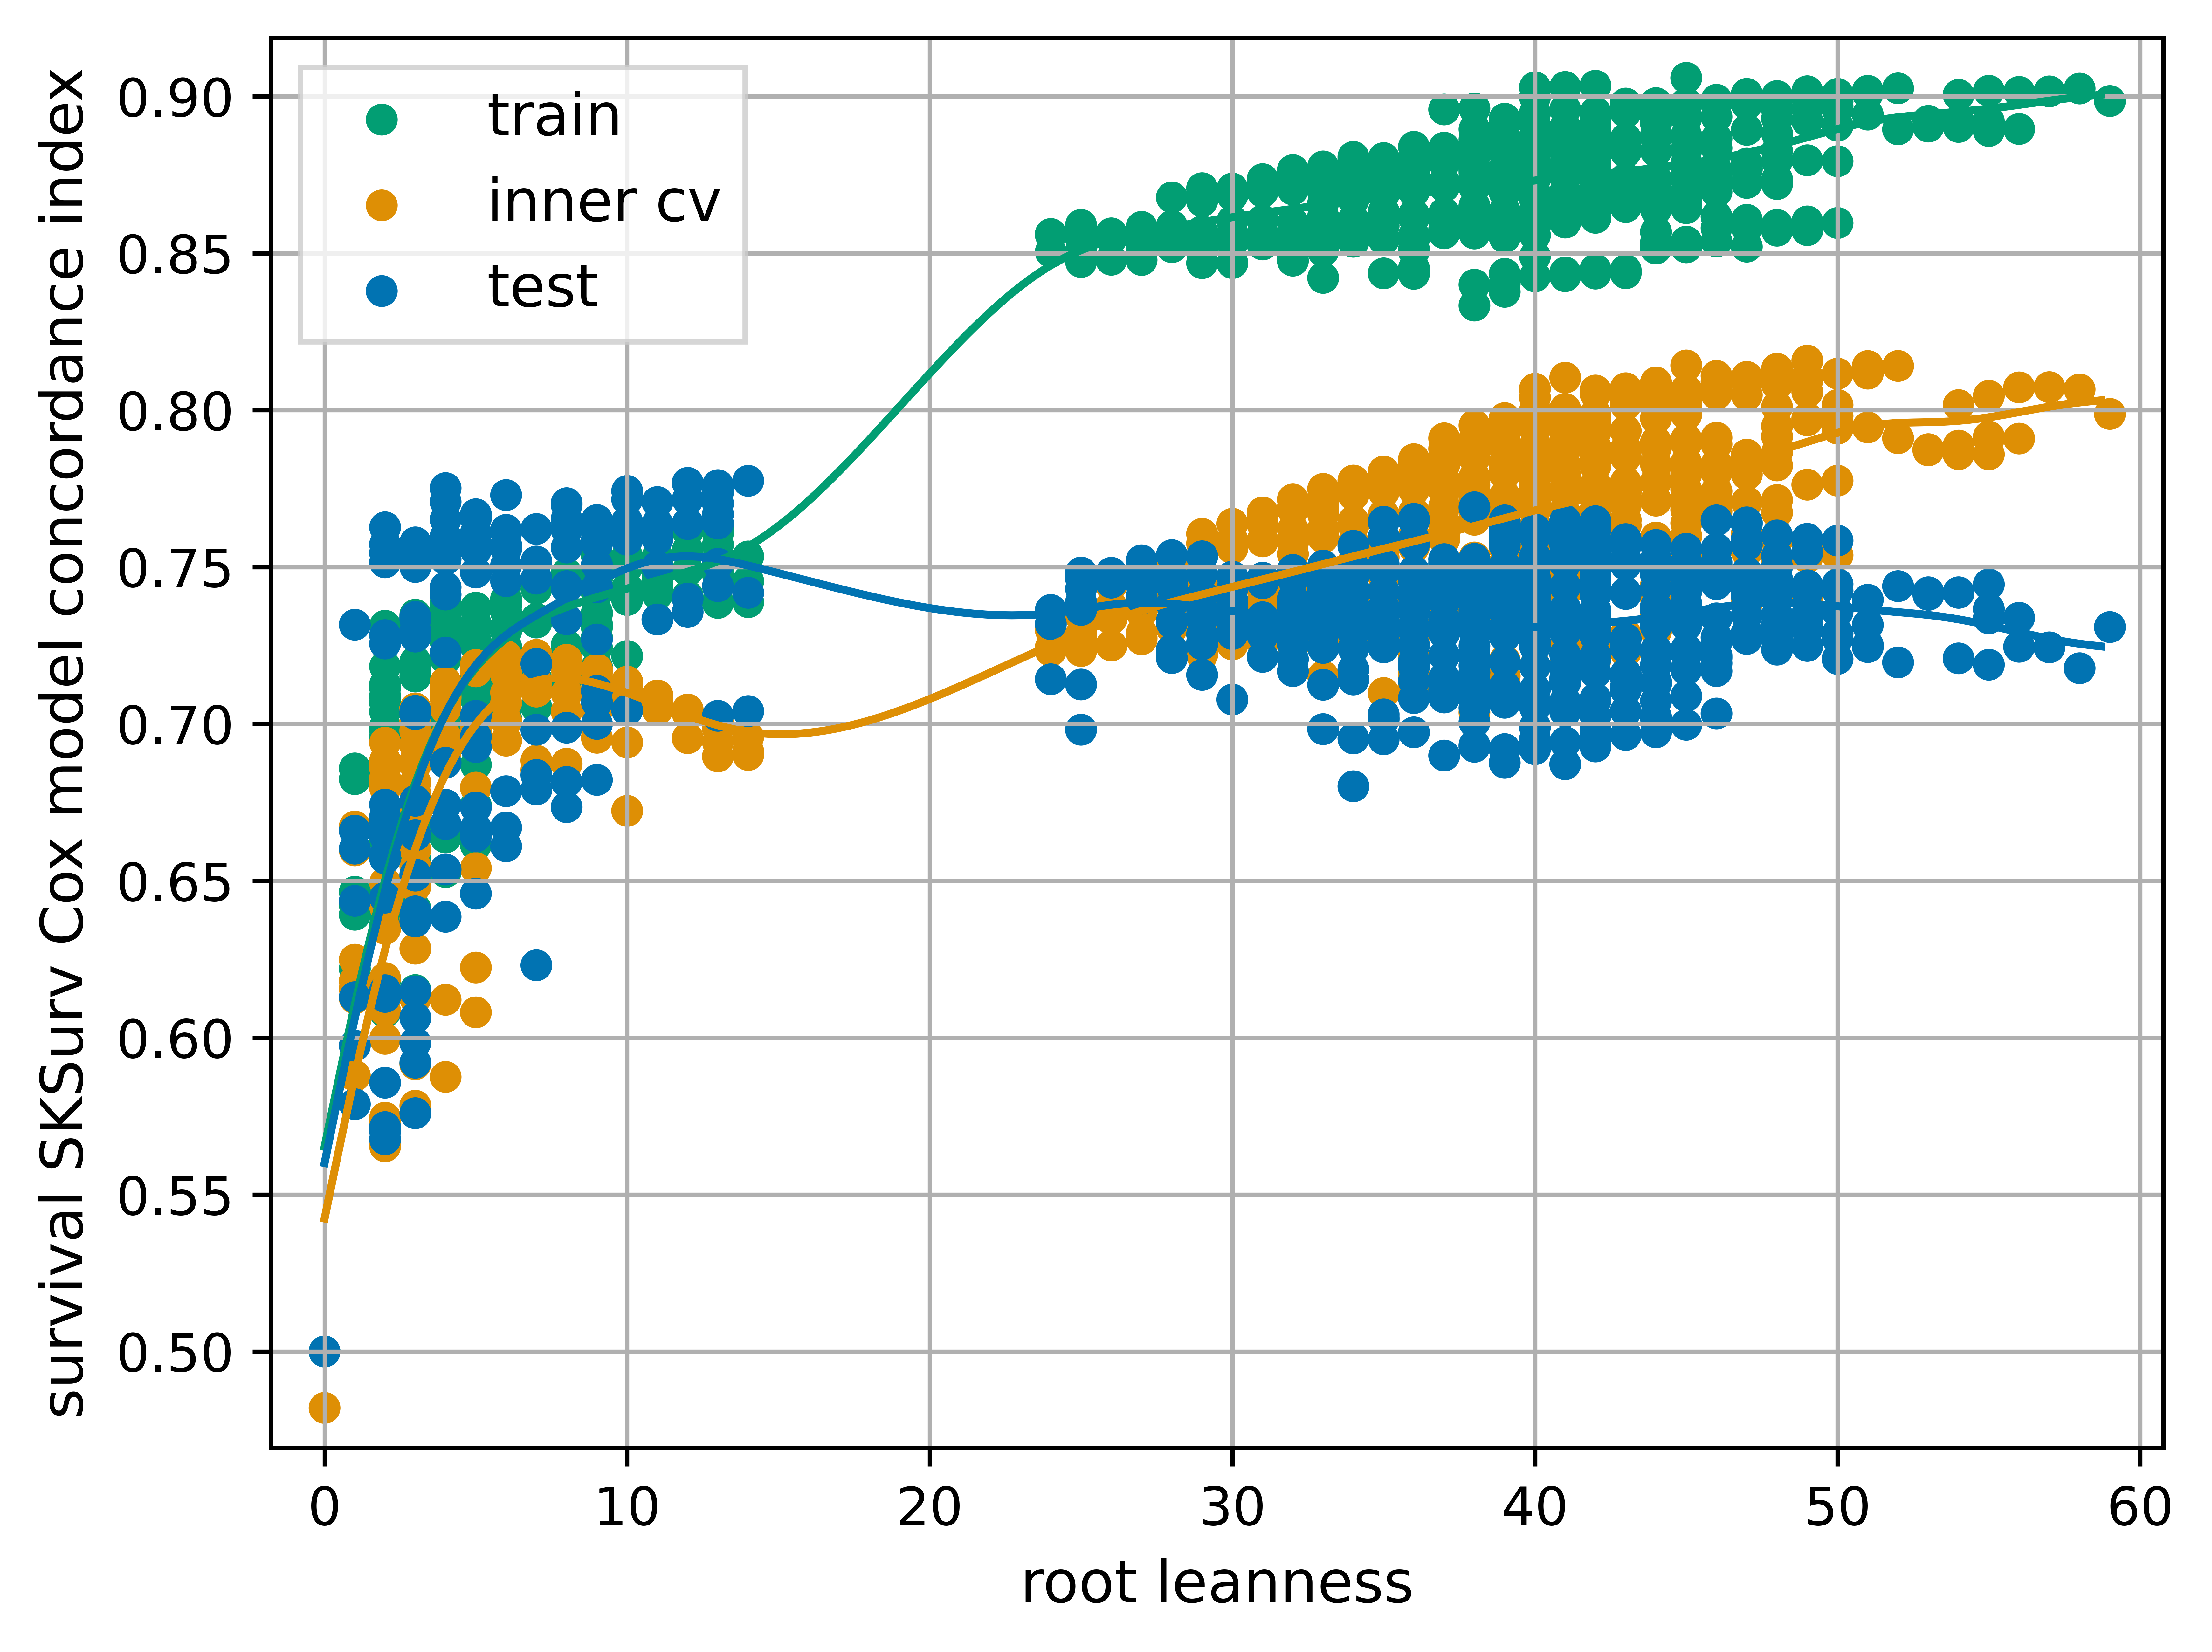 train
inner cv
test
survival SKSurv Cox model concordance index
0.90
0.85
0.80
0.75
0.70
0.65
0.60
0.55
0.50
0 10 20 30 40 50 60
root leanness